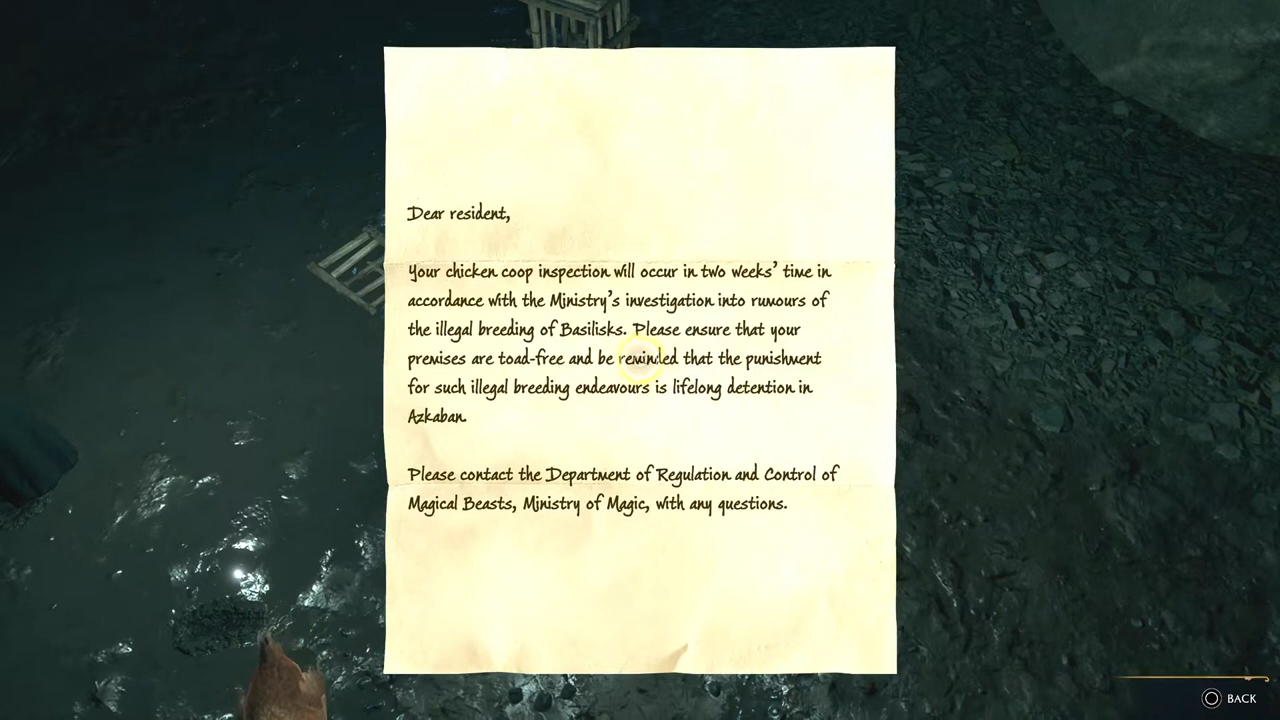 Dear resident,
Your chicken coop inspection will occur in two weeks' time in
accordance with the Ministry's investigation into rumours of
the illegal breeding of Basilisks. Please ensure that your
premises are toad-free and be reminded that the punishment
for such illegal breeding endeavours is lifelong detention in
Azkaban.
Please contact the Department of Regulation and Control of
Magical Beasts, Ministry of Magic, with any questions.
BACK